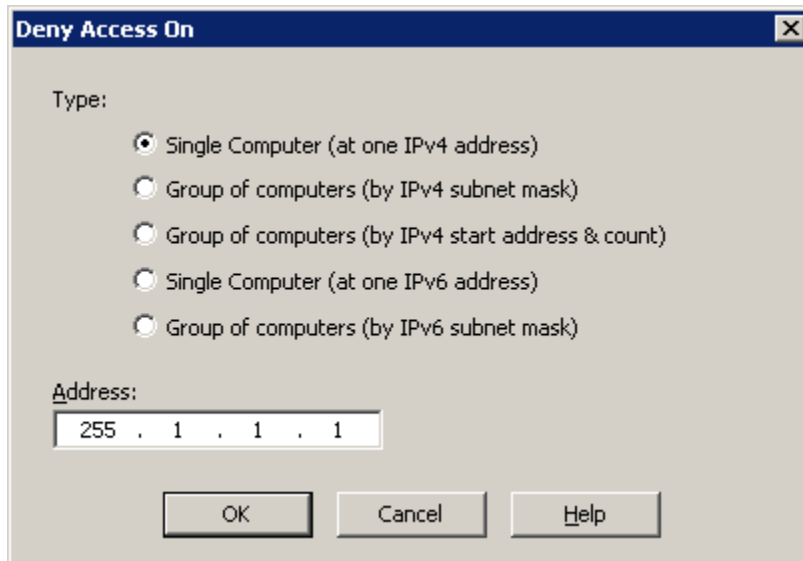 Deny Access On
Type:
Single Computer (at one IPv4 address)
Group of computers (by IPv4 subnet mask)
Group of computers (by IPv4 start address & count)
Single Computer (at one IPv6 address)
Group of computers (by IPv6 subnet mask)
Address:
255 . 1 . 1 . 1
OK Cancel Help